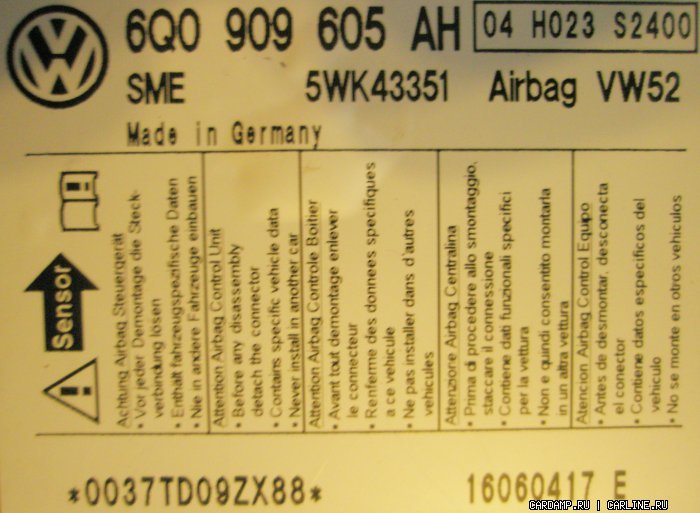 6Q0 909 605 AH 04 H023 S2400
SME 5WK43351 Airbag VW52
Made in Germany
Sensor
Achtung Airbag Steuergerät
• Vor jeder Demontage die Steck-
verbindung lösen
• Enthält fahrzeugspezifische Daten
• Nie in andere Fahrzeuge einbauen
Attention Airbag Control Unit
• Before any disassembly
detach the connector
• Contains specific vehicle data
• Never install in another car
Attention Airbag Controle Boitier
• Avant tout demontage enlever
le connecteur
• Renferme des donnees specifiques
a ce vehicule
• Ne pas installer dans d'autres
vehicules
Attenzione Airbag Centralina
• Prima di procedere allo smontaggio,
staccare il connessione
• Contiene dati funzionali specifici
per la vettura
• Non e quindi consentito montarla
in un altra vettura
Atencion Airbag Control Equipo
• Antes de desmontar, desconecta
el conector
• Contiene datos especificos del
vehiculo
• No se monte en otros vehiculos
*0037TD09ZX88* 16060417 E
CARDAMP.RU | CARLINE.RU